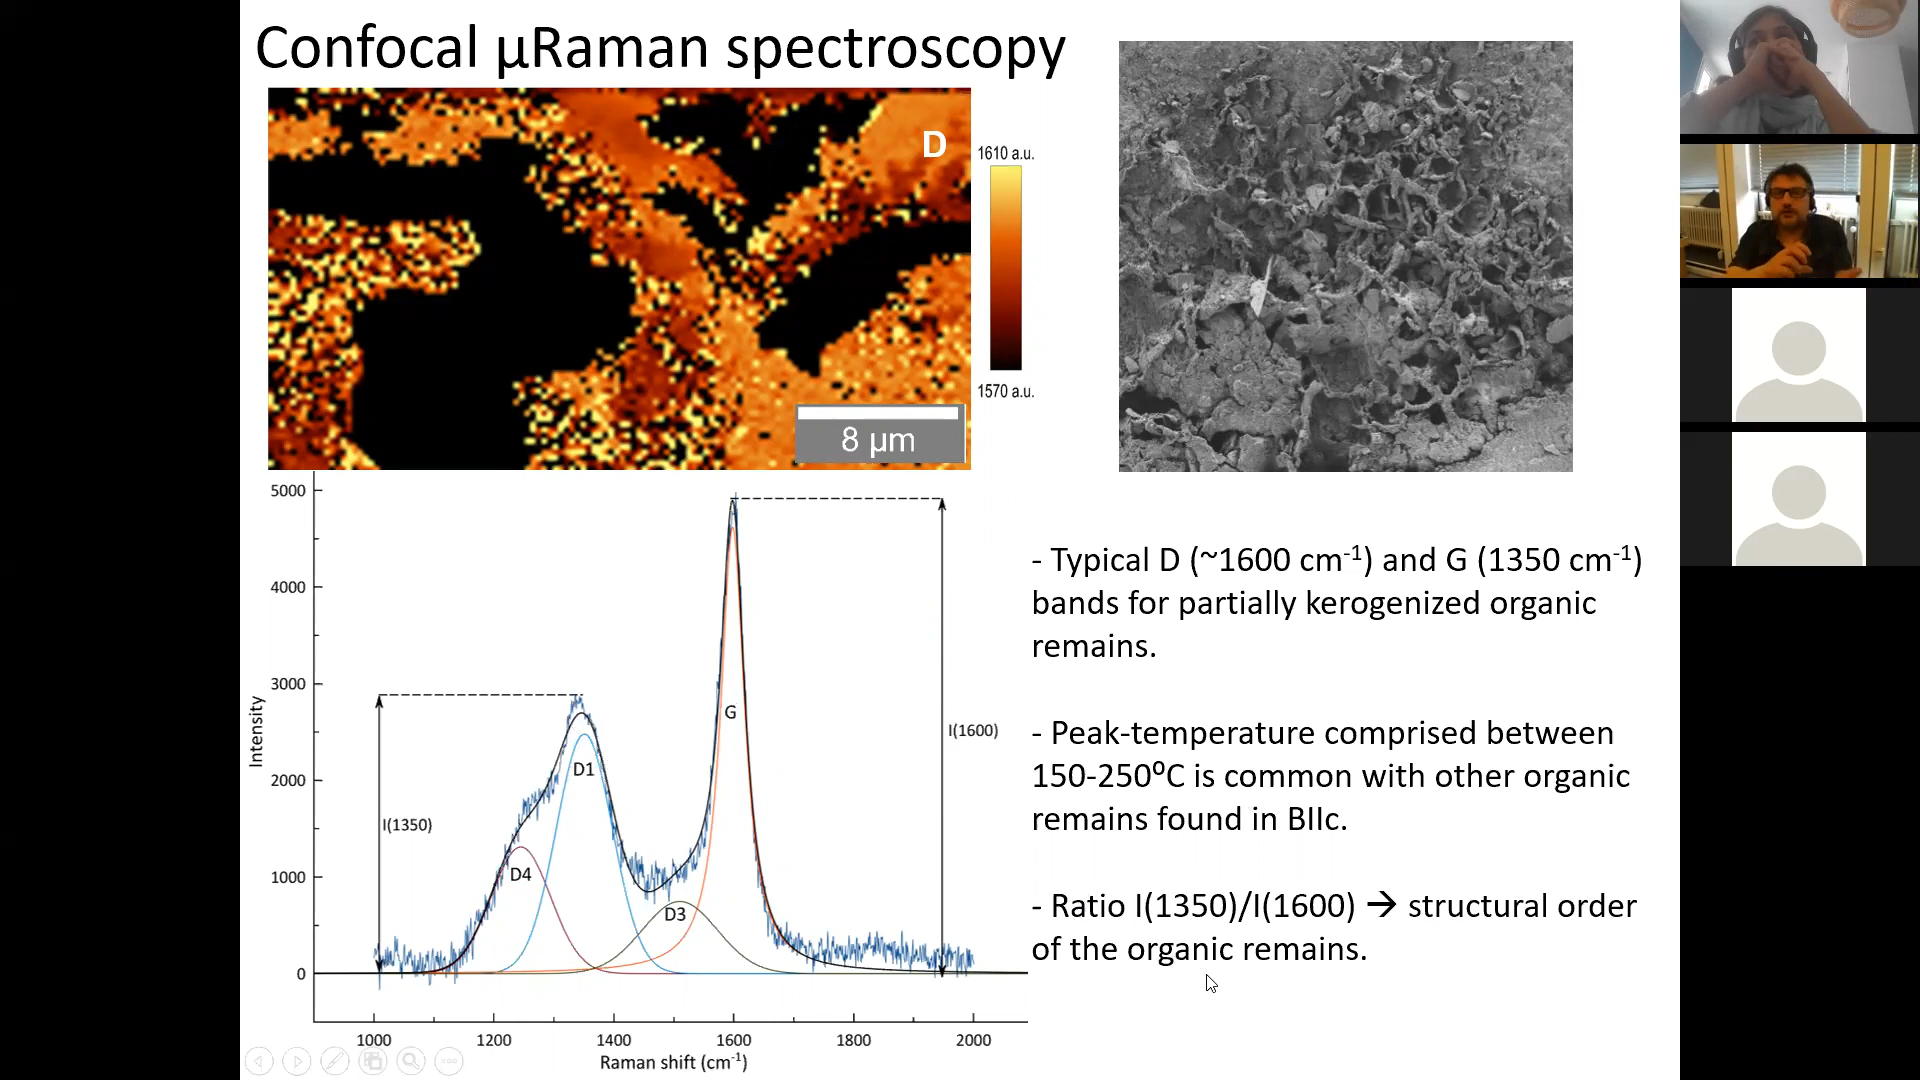 Confocal µRaman spectroscopy
D
1610 a.u.
1570 a.u.
8 µm
5000
4000
3000
2000
1000
0
Intensity
I(1350)
D4
D1
D3
G
I(1600)
1000 1200 1400 1600 1800 2000
Raman shift (cm-1)
- Typical D (~1600 cm-1) and G (1350 cm-1)
bands for partially kerogenized organic
remains.
- Peak-temperature comprised between
150-250ºC is common with other organic
remains found in BIIc.
- Ratio I(1350)/I(1600) → structural order
of the organic remains.